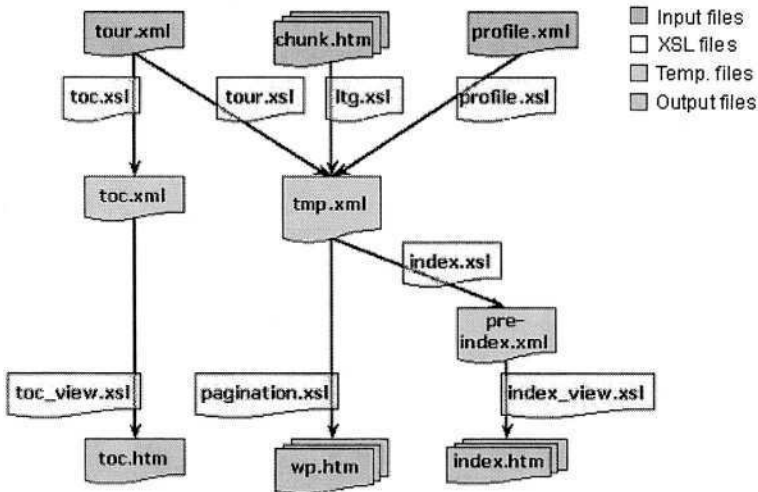 tour.xml
chunk.htm
profile.xml
Input files
XSL files
Temp. files
Output files
toc.xsl
tour.xsl
ltg.xsl
profile.xsl
toc.xml
tmp.xml
index.xsl
pre-
index.xml
toc_view.xsl
pagination.xsl
index_view.xsl
toc.htm
wp.htm
index.htm